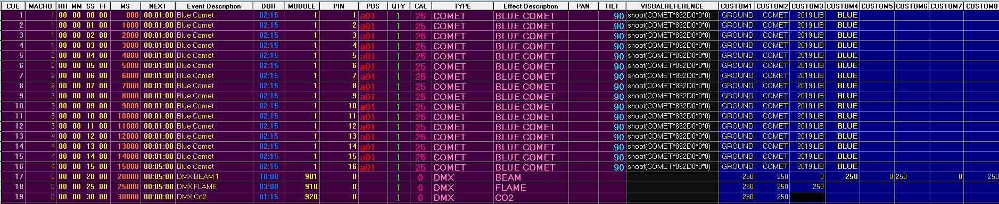 CUE MACRO HH MM SS FF MS NEXT Event Description DUR MODULE PIN POS QTY CAL TYPE Effect Description PAN TILT VISUALREFERENCE CUSTOM1 CUSTOM2 CUSTOM3 CUSTOM4 CUSTOM5 CUSTOM6 CUSTOM7 CUSTOM8
1 1 00 00 00 00 000 00:01:00 Blue Comet 02:15 1 1 a01 1 25 COMET BLUE COMET 90 shoot(COMET*892D0*0*0) GROUND COMET 2019 LIB BLUE
2 1 00 00 01 00 1000 00:01:00 Blue Comet 02:15 1 2 a01 1 25 COMET BLUE COMET 90 shoot(COMET*892D0*0*0) GROUND COMET 2019 LIB BLUE
3 1 00 00 02 00 2000 00:01:00 Blue Comet 02:15 1 3 a01 1 25 COMET BLUE COMET 90 shoot(COMET*892D0*0*0) GROUND COMET 2019 LIB BLUE
4 1 00 00 03 00 3000 00:01:00 Blue Comet 02:15 1 4 a01 1 25 COMET BLUE COMET 90 shoot(COMET*892D0*0*0) GROUND COMET 2019 LIB BLUE
5 2 00 00 04 00 4000 00:01:00 Blue Comet 02:15 1 5 a01 1 25 COMET BLUE COMET 90 shoot(COMET*892D0*0*0) GROUND COMET 2019 LIB BLUE
6 2 00 00 05 00 5000 00:01:00 Blue Comet 02:15 1 6 a01 1 25 COMET BLUE COMET 90 shoot(COMET*892D0*0*0) GROUND COMET 2019 LIB BLUE
7 2 00 00 06 00 6000 00:01:00 Blue Comet 02:15 1 7 a01 1 25 COMET BLUE COMET 90 shoot(COMET*892D0*0*0) GROUND COMET 2019 LIB BLUE
8 2 00 00 07 00 7000 00:01:00 Blue Comet 02:15 1 8 a01 1 25 COMET BLUE COMET 90 shoot(COMET*892D0*0*0) GROUND COMET 2019 LIB BLUE
9 3 00 00 08 00 8000 00:01:00 Blue Comet 02:15 1 9 a01 1 25 COMET BLUE COMET 90 shoot(COMET*892D0*0*0) GROUND COMET 2019 LIB BLUE
10 3 00 00 09 00 9000 00:01:00 Blue Comet 02:15 1 10 a01 1 25 COMET BLUE COMET 90 shoot(COMET*892D0*0*0) GROUND COMET 2019 LIB BLUE
11 3 00 00 10 00 10000 00:01:00 Blue Comet 02:15 1 11 a01 1 25 COMET BLUE COMET 90 shoot(COMET*892D0*0*0) GROUND COMET 2019 LIB BLUE
12 3 00 00 11 00 11000 00:01:00 Blue Comet 02:15 1 12 a01 1 25 COMET BLUE COMET 90 shoot(COMET*892D0*0*0) GROUND COMET 2019 LIB BLUE
13 4 00 00 12 00 12000 00:01:00 Blue Comet 02:15 1 13 a01 1 25 COMET BLUE COMET 90 shoot(COMET*892D0*0*0) GROUND COMET 2019 LIB BLUE
14 4 00 00 13 00 13000 00:01:00 Blue Comet 02:15 1 14 a01 1 25 COMET BLUE COMET 90 shoot(COMET*892D0*0*0) GROUND COMET 2019 LIB BLUE
15 4 00 00 14 00 14000 00:01:00 Blue Comet 02:15 1 15 a01 1 25 COMET BLUE COMET 90 shoot(COMET*892D0*0*0) GROUND COMET 2019 LIB BLUE
16 4 00 00 15 00 15000 00:05:00 Blue Comet 02:15 1 16 a01 1 25 COMET BLUE COMET 90 shoot(COMET*892D0*0*0) GROUND COMET 2019 LIB BLUE
17 0 00 00 20 00 20000 00:05:00 DMX BEAM 1 10:00 901 0 1 0 DMX BEAM 250 250 0 250 0 250 0 250
18 0 00 00 25 00 25000 00:05:00 DMX FLAME 03:00 910 0 1 0 DMX FLAME 250 250 250
19 0 00 00 30 00 30000 00:00:00 DMX Co2 01:15 920 0 1 0 DMX CO2 250 250